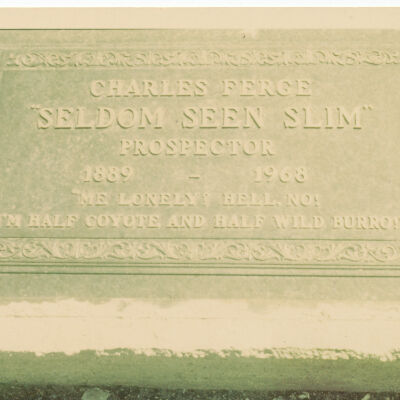 CHARLES FERGE
"SELDOM SEEN SLIM"
PROSPECTOR
1889 - 1968
"ME LONELY? HELL, NO!
I'M HALF COYOTE AND HALF WILD BURRO!